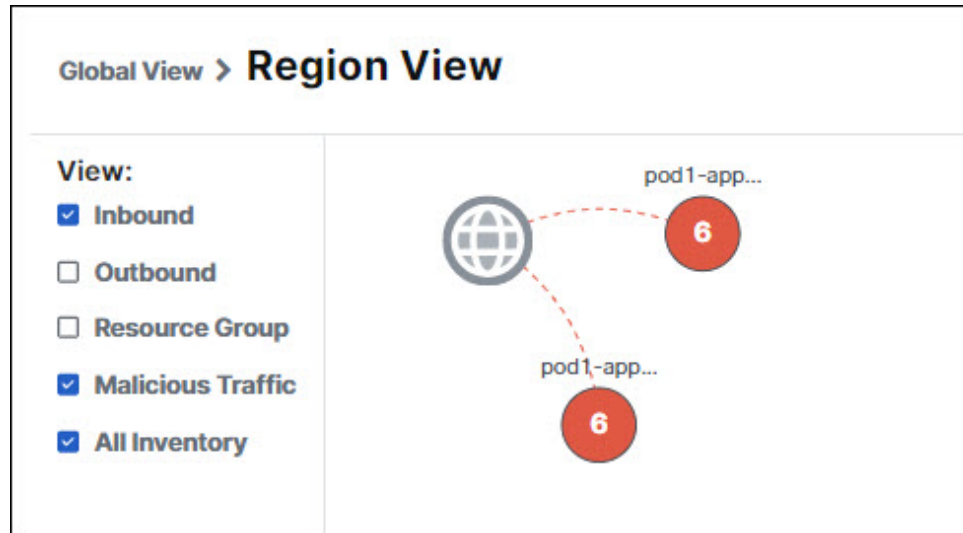 Global View > Region View
View:
Inbound
Outbound
Resource Group
Malicious Traffic
All Inventory
pod1-app...
6
pod1-app...
6